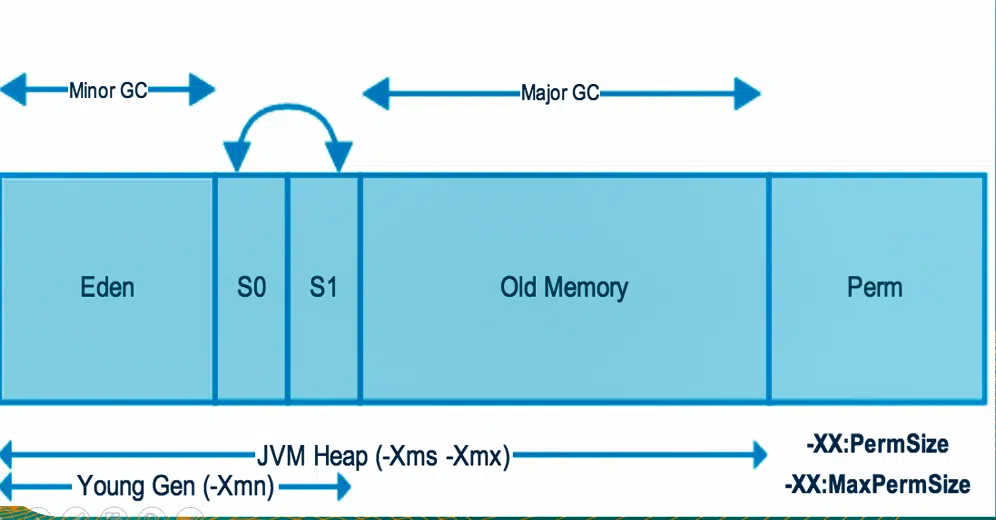 Minor GC
Major GC
Eden
S0
S1
Old Memory
Perm
JVM Heap (-Xms -Xmx)
Young Gen (-Xmn)
-XX:PermSize
-XX:MaxPermSize